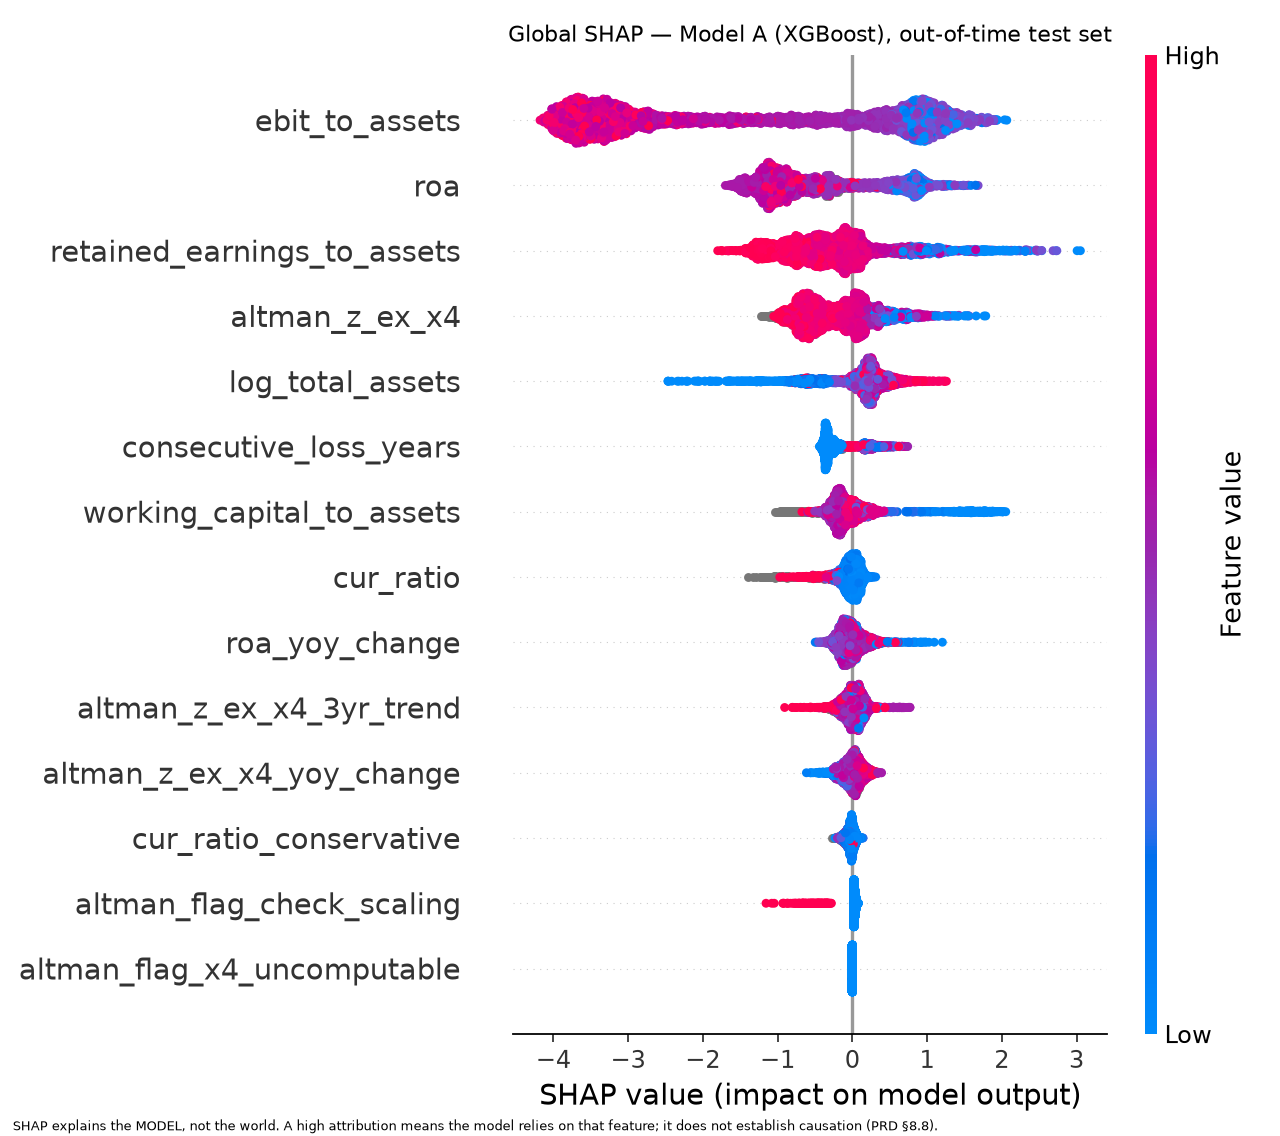 Global SHAP — Model A (XGBoost), out-of-time test set
High
ebit_to_assets
roa
retained_earnings_to_assets
altman_z_ex_x4
log_total_assets
consecutive_loss_years
working_capital_to_assets
cur_ratio
roa_yoy_change
altman_z_ex_x4_3yr_trend
altman_z_ex_x4_yoy_change
cur_ratio_conservative
altman_flag_check_scaling
altman_flag_x4_uncomputable
Feature value
Low
−4 −3 −2 −1 0 1 2 3
SHAP value (impact on model output)
SHAP explains the MODEL, not the world. A high attribution means the model relies on that feature; it does not establish causation (PRD §8.8).